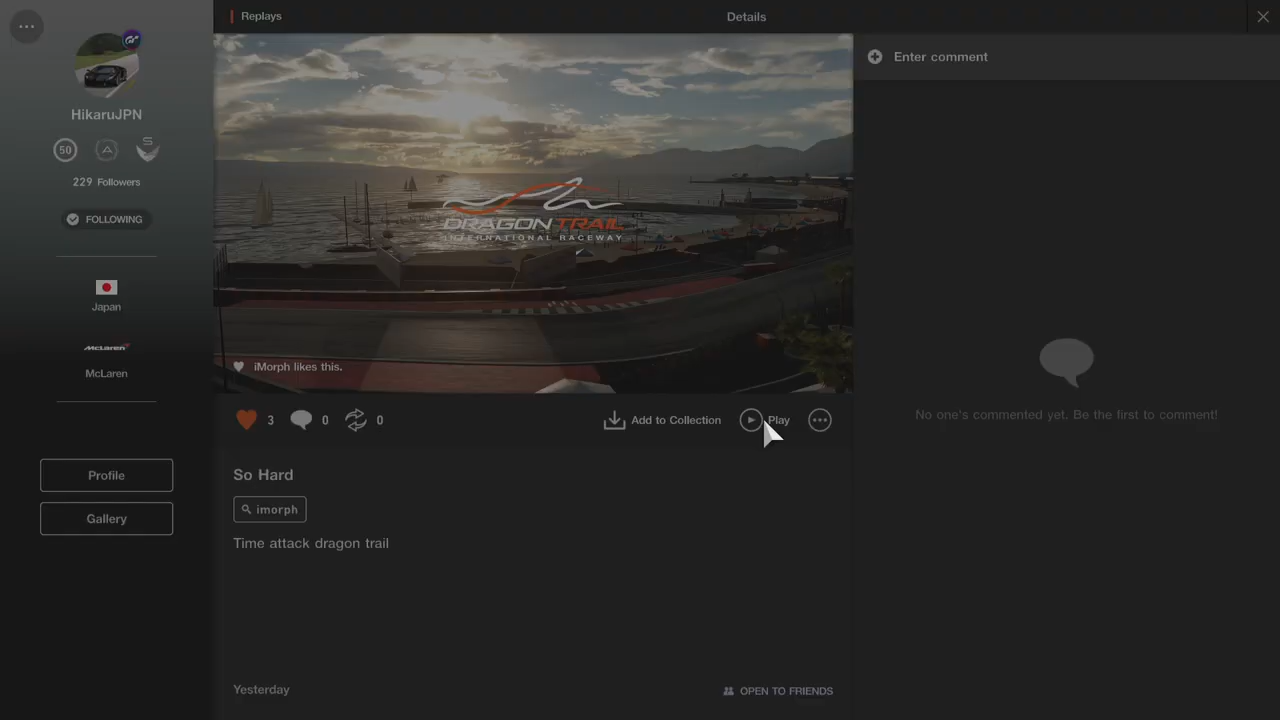 Replays
Details
Enter comment
HikaruJPN
50 A S
229 Followers
FOLLOWING
Japan
McLaren
McLaren
Profile
Gallery
DRAGON TRAIL
INTERNATIONAL RACEWAY
iMorph likes this.
3 0 0
Add to Collection
Play
So Hard
imorph
Time attack dragon trail
Yesterday
OPEN TO FRIENDS
No one's commented yet. Be the first to comment!